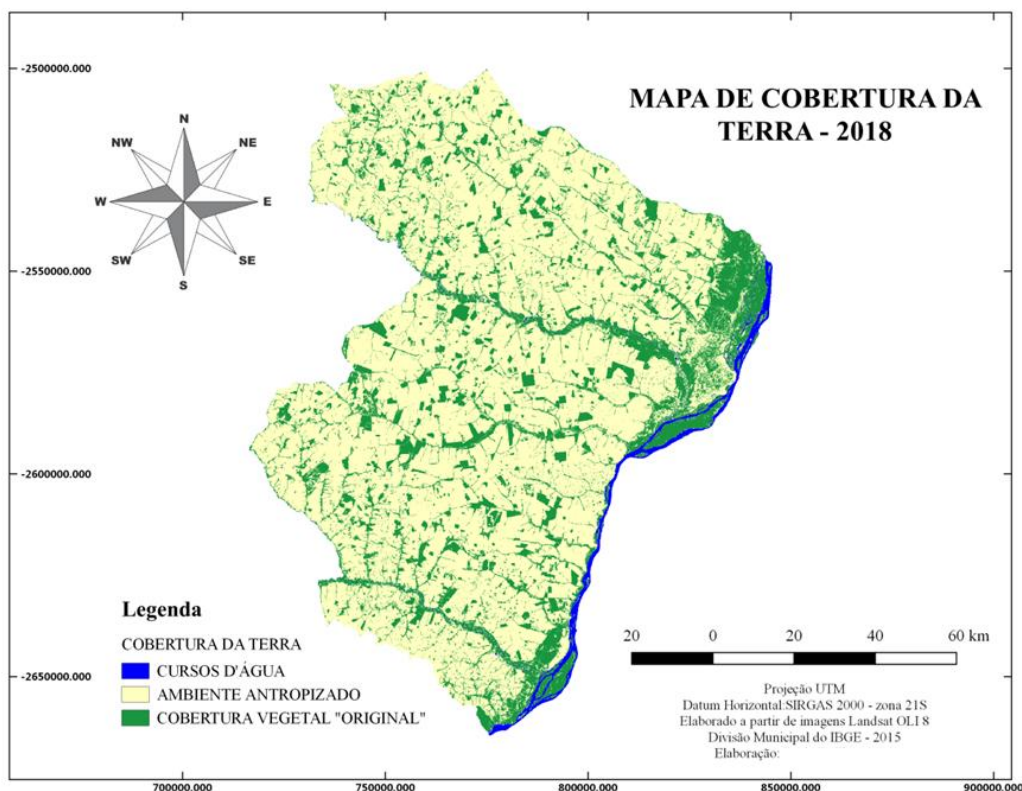 MAPA DE COBERTURA DA
TERRA - 2018
N
NW
NE
W
E
SW
SE
S
-2500000.000
-2550000.000
-2600000.000
-2650000.000
Legenda
COBERTURA DA TERRA
CURSOS D'ÁGUA
AMBIENTE ANTROPIZADO
COBERTURA VEGETAL "ORIGINAL"
20 0 20 40 60 km
Projeção UTM
Datum Horizontal:SIRGAS 2000 - zona 21S
Elaborado a partir de imagens Landsat OLI 8
Divisão Municipal do IBGE - 2015
Elaboração:
700000.000 750000.000 800000.000 850000.000 900000.000